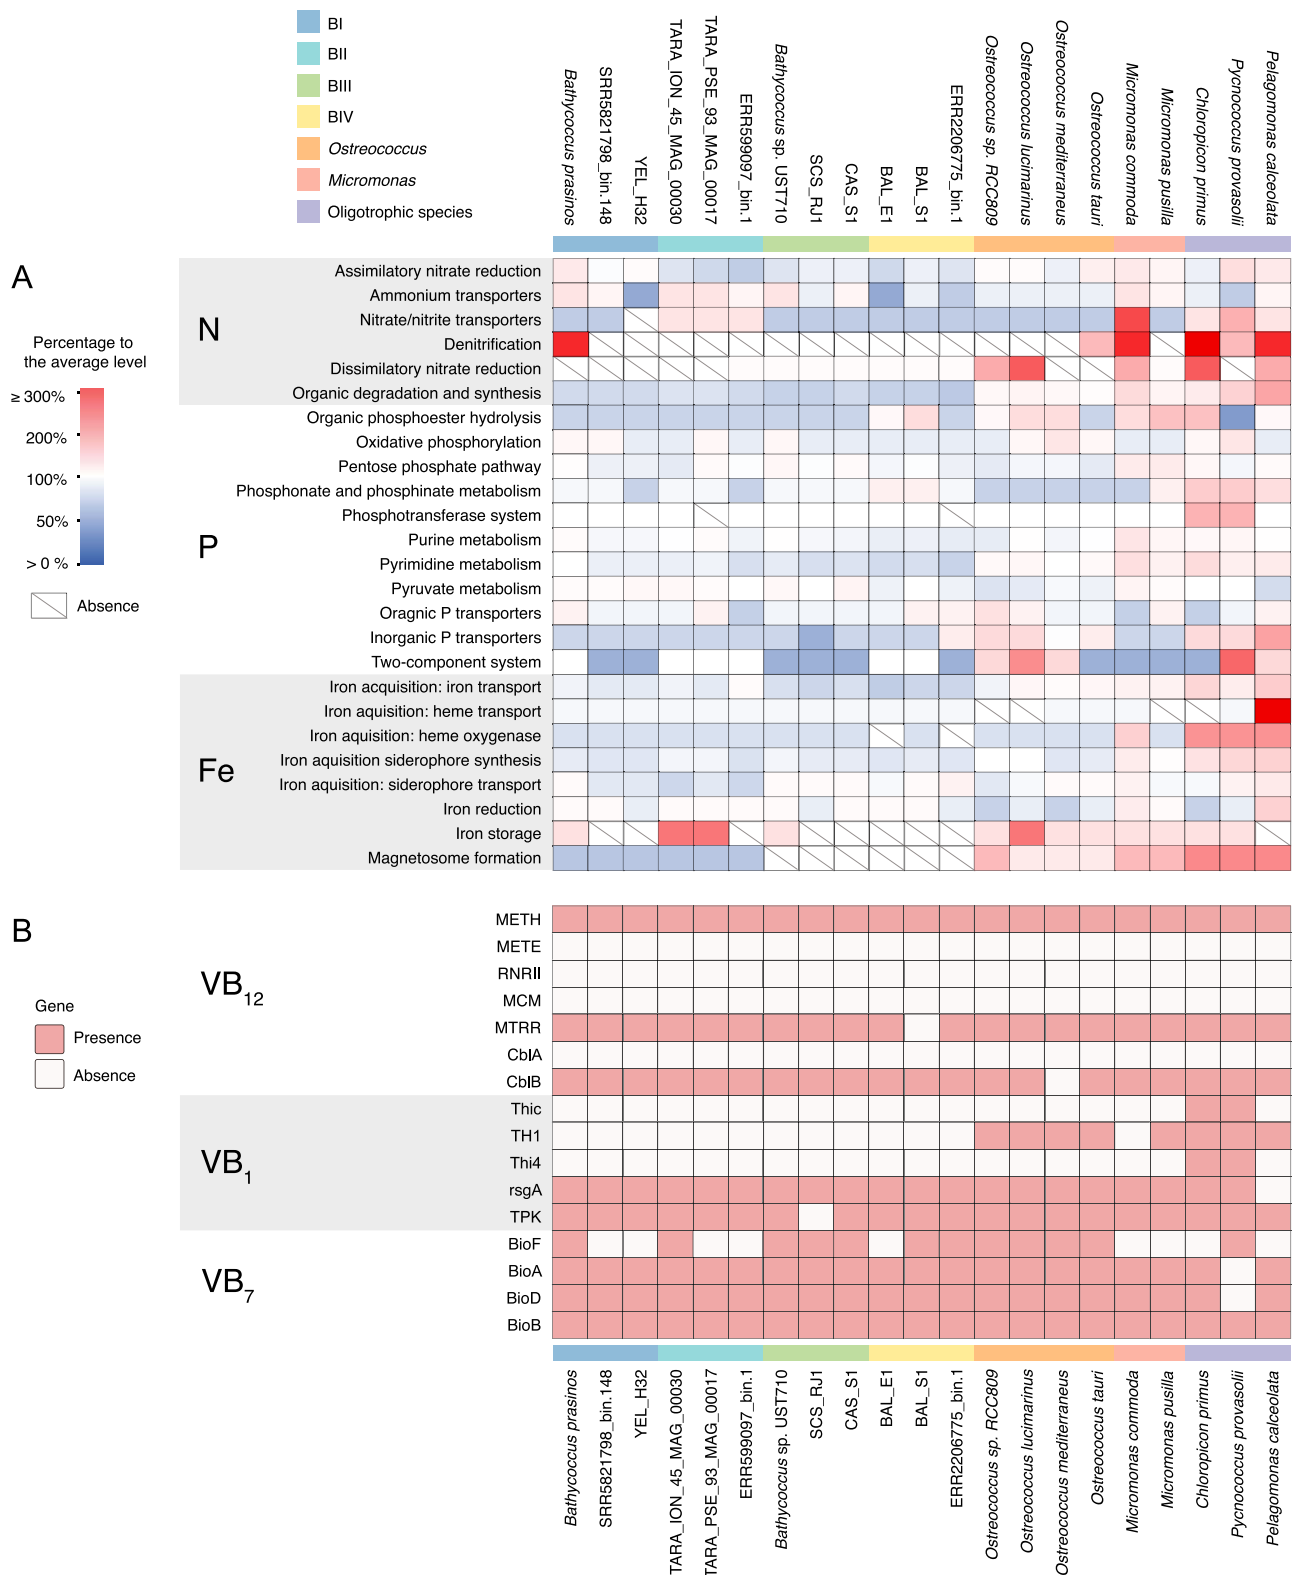 BI
BII
BIII
BIV
Ostreococcus
Micromonas
Oligotrophic species
Bathycoccus prasinos
SRR5821798_bin.148
YEL_H32
TARA_ION_45_MAG_00030
TARA_PSE_93_MAG_00017
ERR599097_bin.1
Bathycoccus sp. UST710
SCS_RJ1
CAS_S1
BAL_E1
BAL_S1
ERR2206775_bin.1
Ostreococcus sp. RCC809
Ostreococcus lucimarinus
Ostreococcus mediterraneus
Ostreococcus tauri
Micromonas commoda
Micromonas pusilla
Chloropicon primus
Pycnococcus provasolii
Pelagomonas calceolata
A
Percentage to
the average level
≥ 300%
200%
100%
50%
> 0 %
Absence
N
Assimilatory nitrate reduction
Ammonium transporters
Nitrate/nitrite transporters
Denitrification
Dissimilatory nitrate reduction
Organic degradation and synthesis
P
Organic phosphoester hydrolysis
Oxidative phosphorylation
Pentose phosphate pathway
Phosphonate and phosphinate metabolism
Phosphotransferase system
Purine metabolism
Pyrimidine metabolism
Pyruvate metabolism
Oragnic P transporters
Inorganic P transporters
Two-component system
Fe
Iron acquisition: iron transport
Iron aquisition: heme transport
Iron aquisition: heme oxygenase
Iron aquisition siderophore synthesis
Iron aquisition: siderophore transport
Iron reduction
Iron storage
Magnetosome formation
B
Gene
Presence
Absence
VB12
METH
METE
RNRII
MCM
MTRR
CblA
CblB
VB1
Thic
TH1
Thi4
rsgA
TPK
VB7
BioF
BioA
BioD
BioB
Bathycoccus prasinos
SRR5821798_bin.148
YEL_H32
TARA_ION_45_MAG_00030
TARA_PSE_93_MAG_00017
ERR599097_bin.1
Bathycoccus sp. UST710
SCS_RJ1
CAS_S1
BAL_E1
BAL_S1
ERR2206775_bin.1
Ostreococcus sp. RCC809
Ostreococcus lucimarinus
Ostreococcus mediterraneus
Ostreococcus tauri
Micromonas commoda
Micromonas pusilla
Chloropicon primus
Pycnococcus provasolii
Pelagomonas calceolata